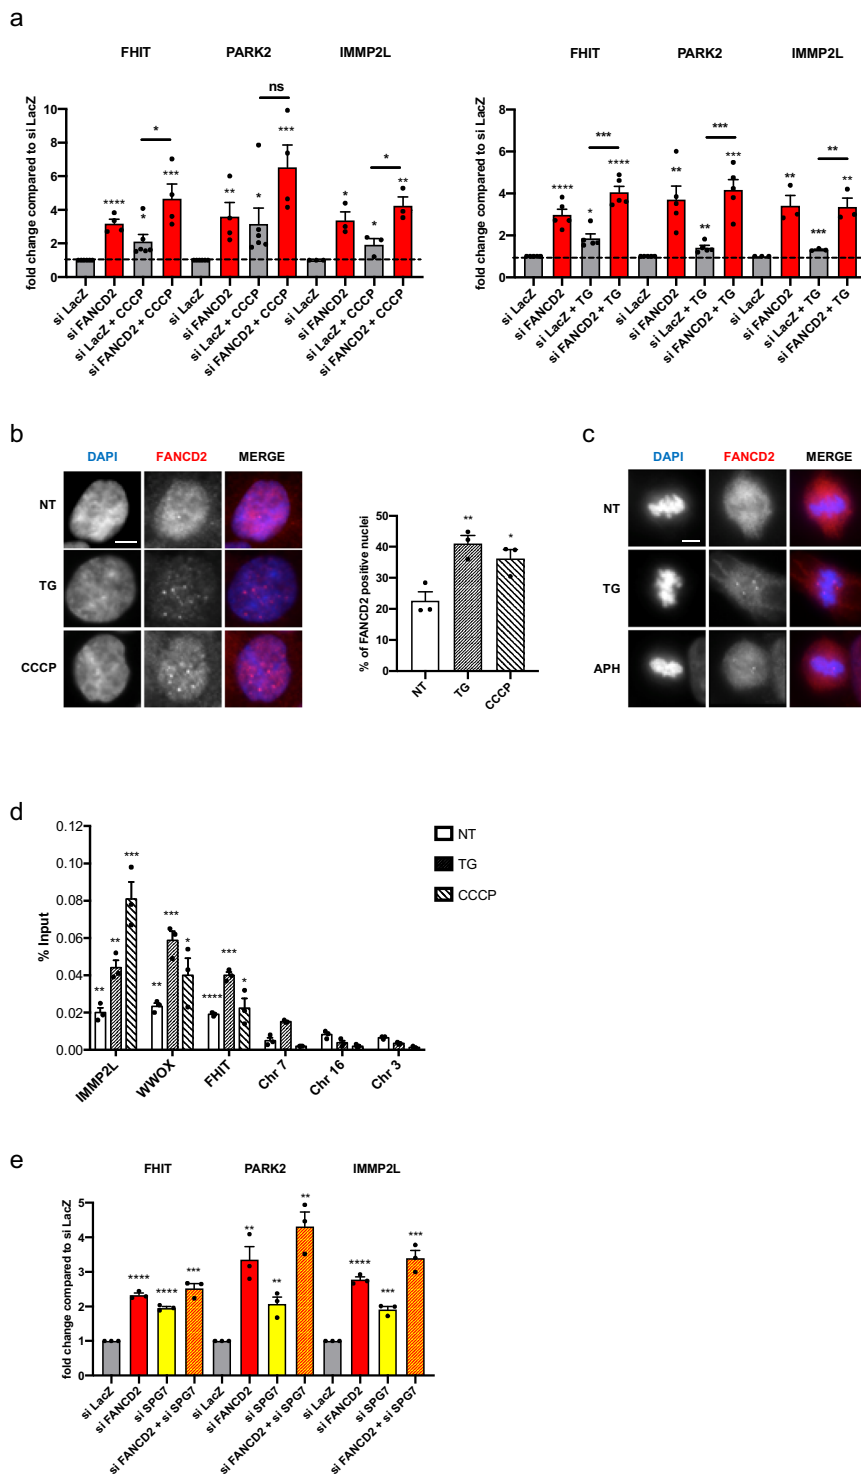 a
FHIT PARK2 IMMP2L
fold change compared to si LacZ
10
8
6
4
2
0
* ns *
**** * *** ** * *** * * **
si LacZ
si FANCD2
si LacZ + CCCP
si FANCD2 + CCCP
si LacZ
si FANCD2
si LacZ + CCCP
si FANCD2 + CCCP
si LacZ
si FANCD2
si LacZ + CCCP
si FANCD2 + CCCP
FHIT PARK2 IMMP2L
fold change compared to si LacZ
8
6
4
2
0
*** *** **
**** * **** ** ** *** ** *** **
si LacZ
si FANCD2
si LacZ + TG
si FANCD2 + TG
si LacZ
si FANCD2
si LacZ + TG
si FANCD2 + TG
si LacZ
si FANCD2
si LacZ + TG
si FANCD2 + TG
b
DAPI FANCD2 MERGE
NT
TG
CCCP
% of FANCD2 positive nuclei
50
40
30
20
10
0
** *
NT
TG
CCCP
c
DAPI FANCD2 MERGE
NT
TG
APH
d
% Input
0.12
0.10
0.08
0.06
0.04
0.02
0.00
** ** *** ** *** * **** *** *
IMMP2L
WWOX
FHIT
Chr 7
Chr 16
Chr 3
NT
TG
CCCP
e
FHIT PARK2 IMMP2L
fold change compared to si LacZ
5
4
3
2
1
0
**** **** *** ** ** ** **** *** ***
si LacZ
si FANCD2
si SPG7
si FANCD2 + si SPG7
si LacZ
si FANCD2
si SPG7
si FANCD2 + si SPG7
si LacZ
si FANCD2
si SPG7
si FANCD2 + si SPG7